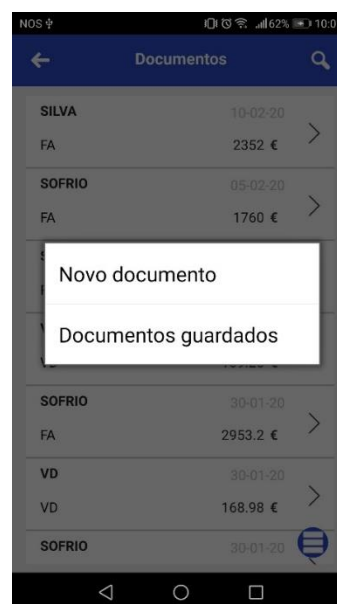 NOS
62%
10:0
Documentos
SILVA
10-02-20
FA
2352 €
SOFRIO
05-02-20
FA
1760 €
Novo documento
Documentos guardados
SOFRIO
30-01-20
FA
2953.2 €
VD
30-01-20
VD
168.98 €
SOFRIO
30-01-20